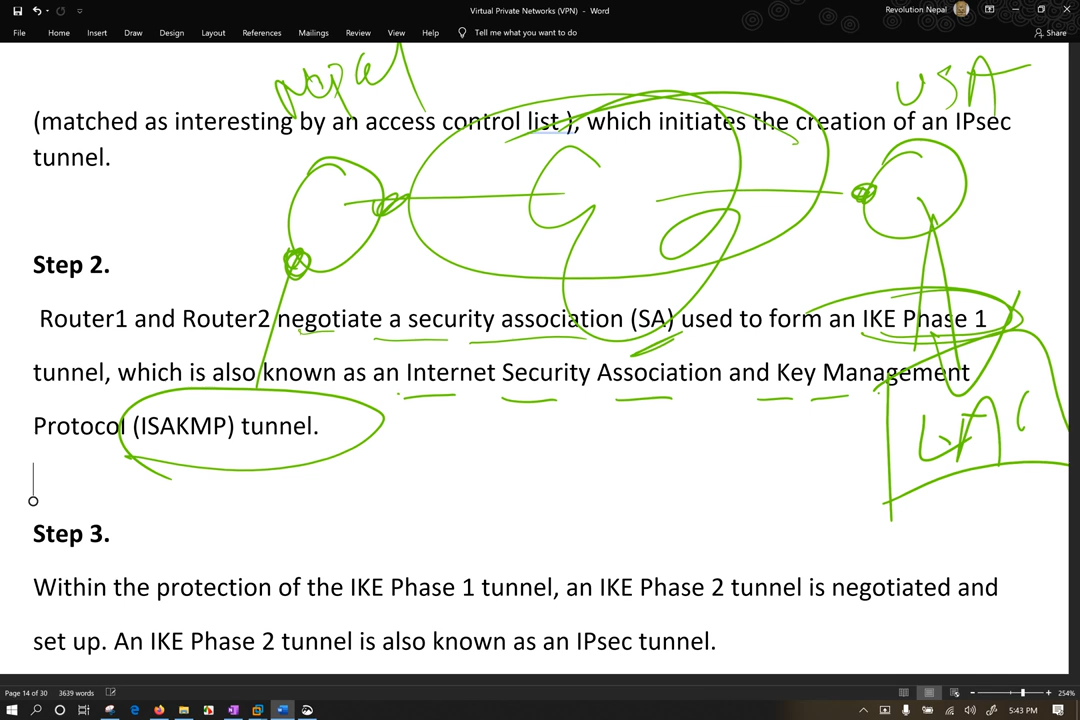 Virtual Private Networks (VPN) - Word
Revolution Nepal
File Home Insert Draw Design Layout References Mailings Review View Help Tell me what you want to do
Share
Nepal
USA
(matched as interesting by an access control list ), which initiates the creation of an IPsec
tunnel.
Step 2.
Router1 and Router2 negotiate a security association (SA) used to form an IKE Phase 1
tunnel, which is also known as an Internet Security Association and Key Management
Protocol (ISAKMP) tunnel.
Step 3.
Within the protection of the IKE Phase 1 tunnel, an IKE Phase 2 tunnel is negotiated and
set up. An IKE Phase 2 tunnel is also known as an IPsec tunnel.
Page 14 of 30 3639 words
254%
5:43 PM